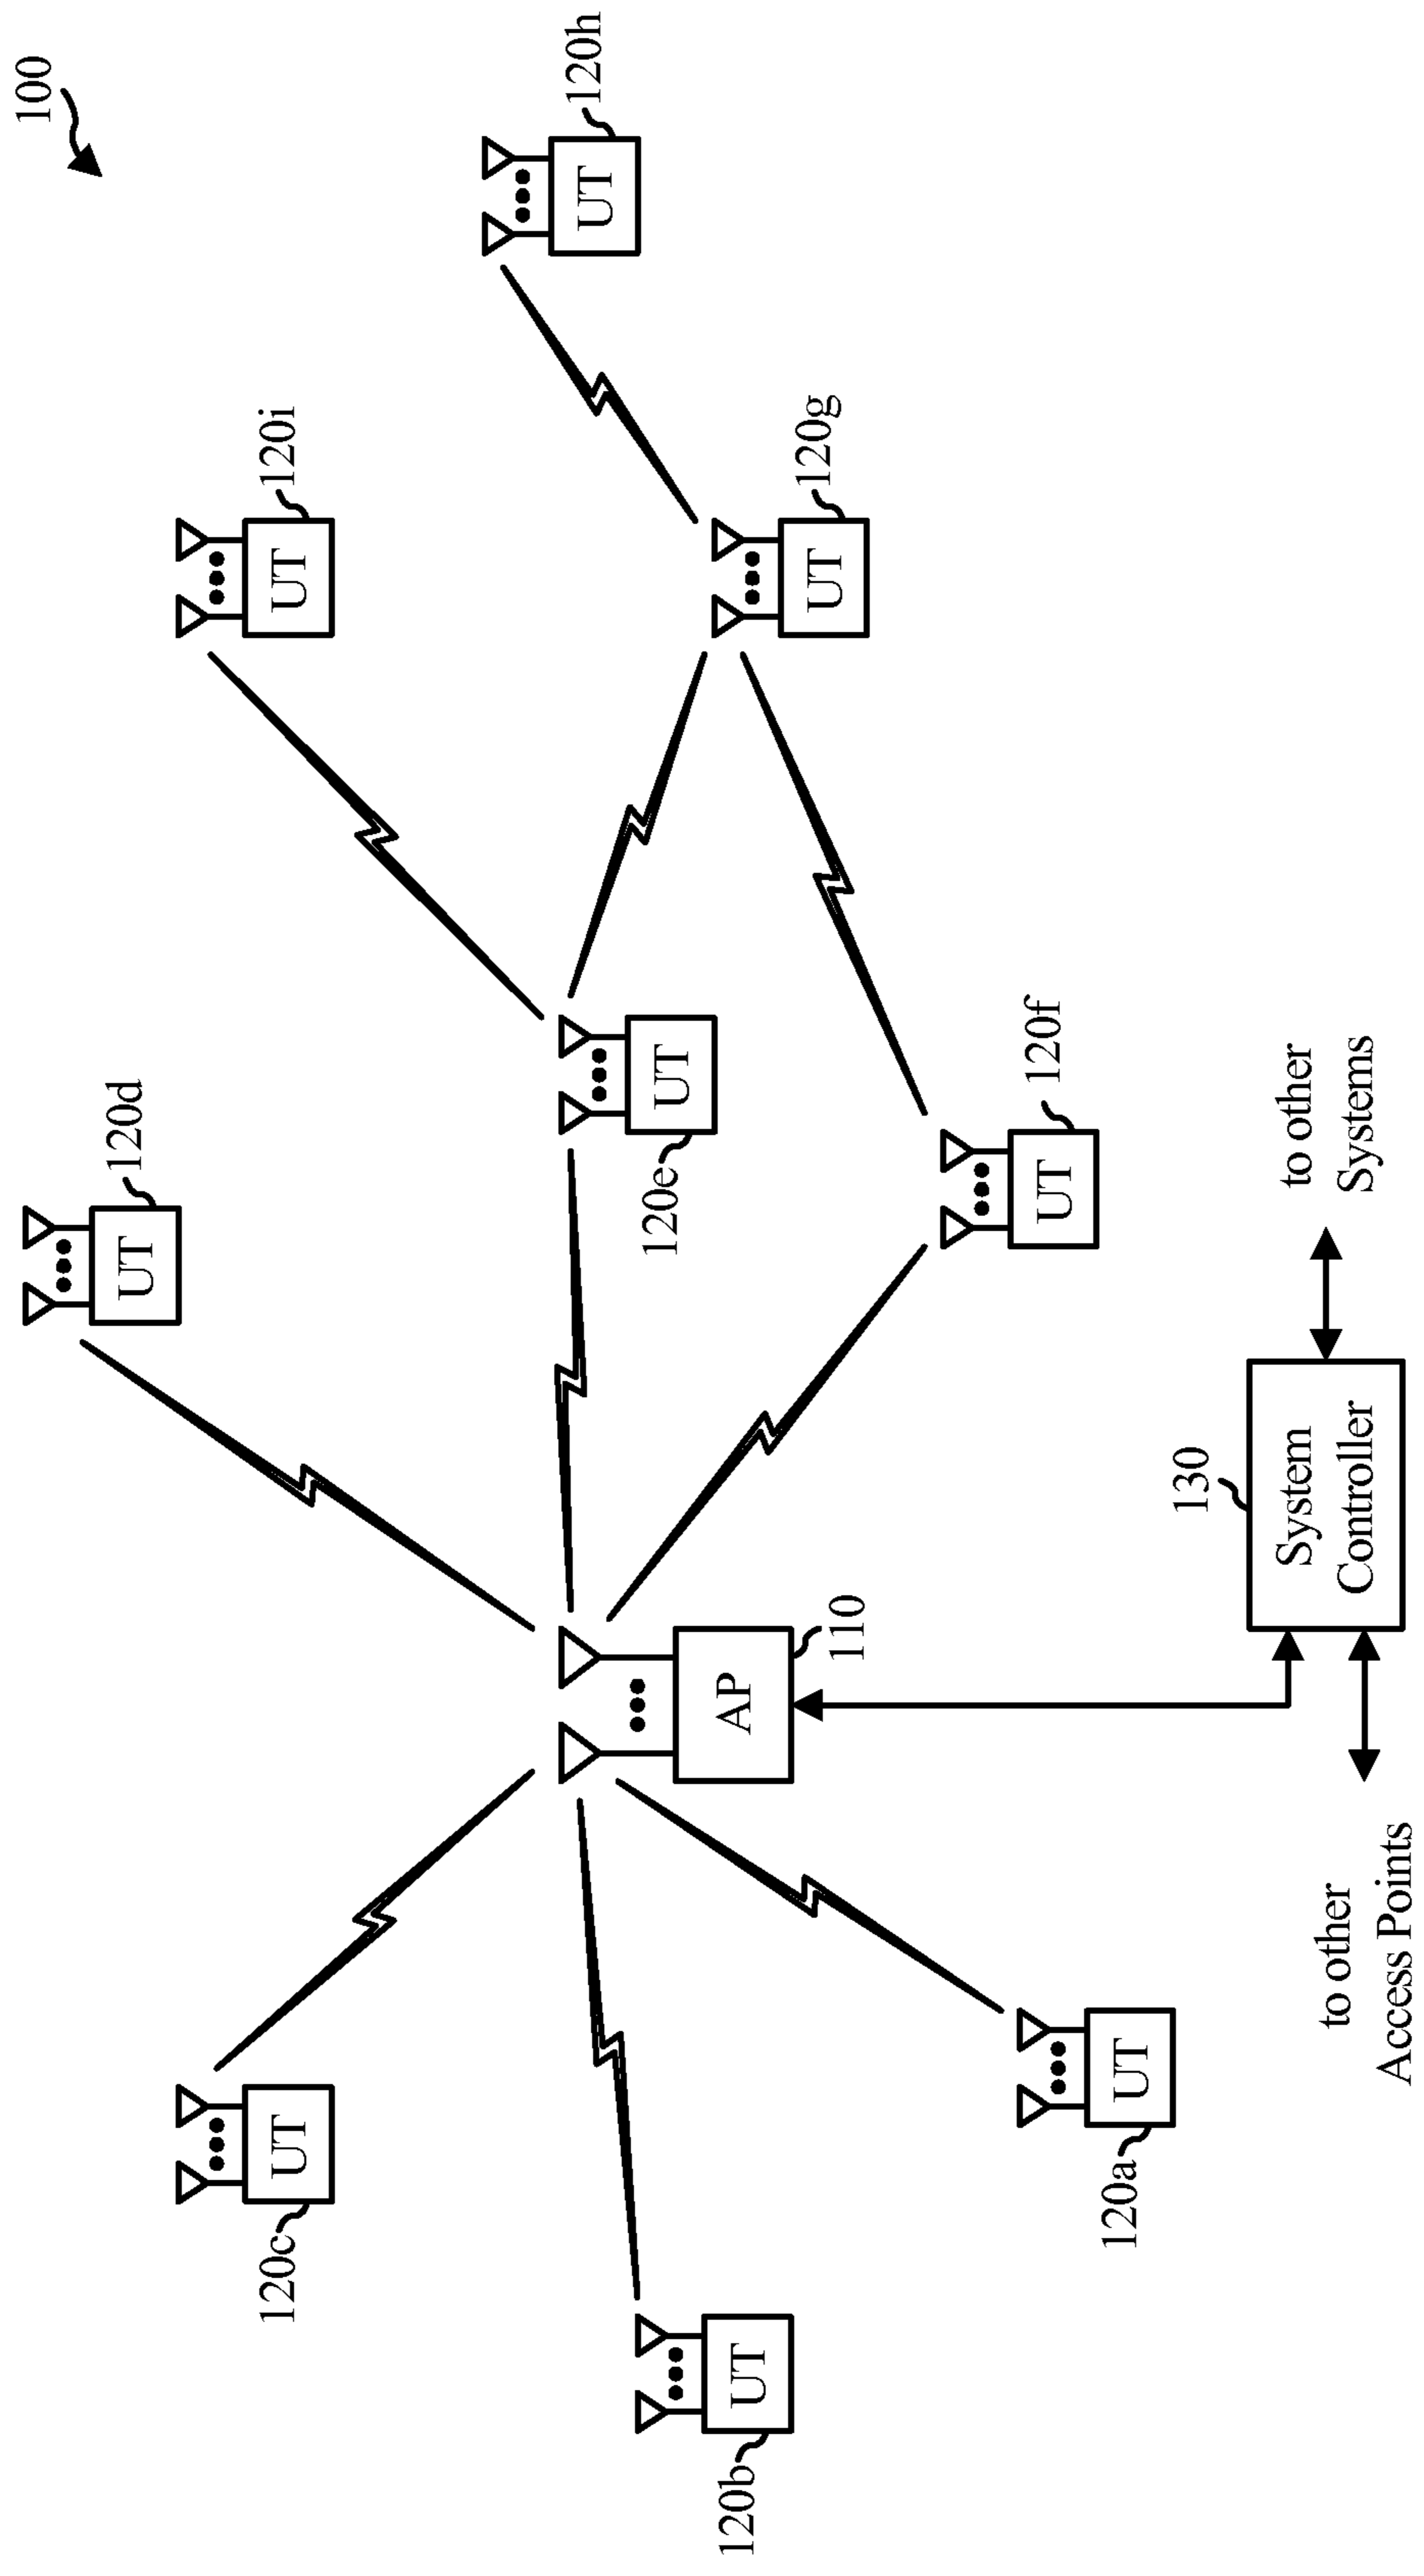 100
120d
UT
120i
UT
120c
UT
120h
UT
120e
UT
AP
110
120b
UT
120g
UT
120f
UT
120a
UT
130
System
Controller
to other
Systems
to other
Access Points